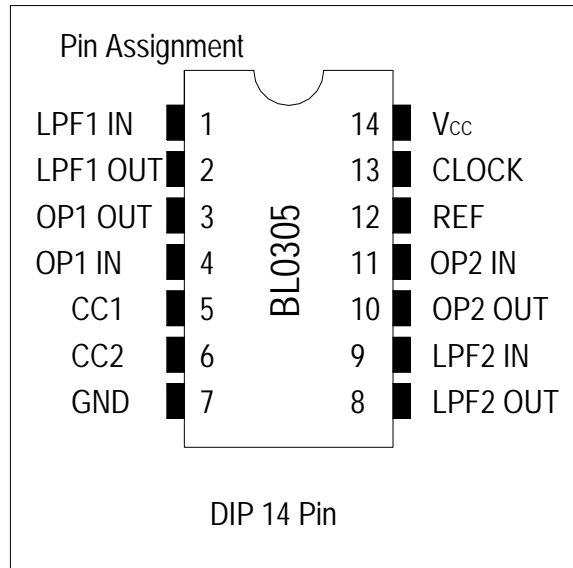 Pin Assignment
LPF1 IN 1 14 Vcc
LPF1 OUT 2 13 CLOCK
OP1 OUT 3 12 REF
OP1 IN 4 11 OP2 IN
CC1 5 10 OP2 OUT
CC2 6 9 LPF2 IN
GND 7 8 LPF2 OUT
BL0305
DIP 14 Pin